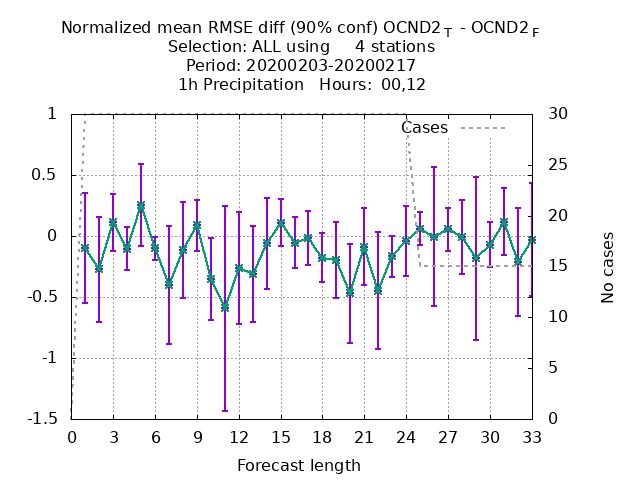 Normalized mean RMSE diff (90% conf) OCND2 T - OCND2 F
Selection: ALL using 4 stations
Period: 20200203-20200217
1h Precipitation Hours: 00,12
Cases
1
0.5
0
-0.5
-1
-1.5
30
25
20
15
10
5
0
No cases
0 3 6 9 12 15 18 21 24 27 30 33
Forecast length